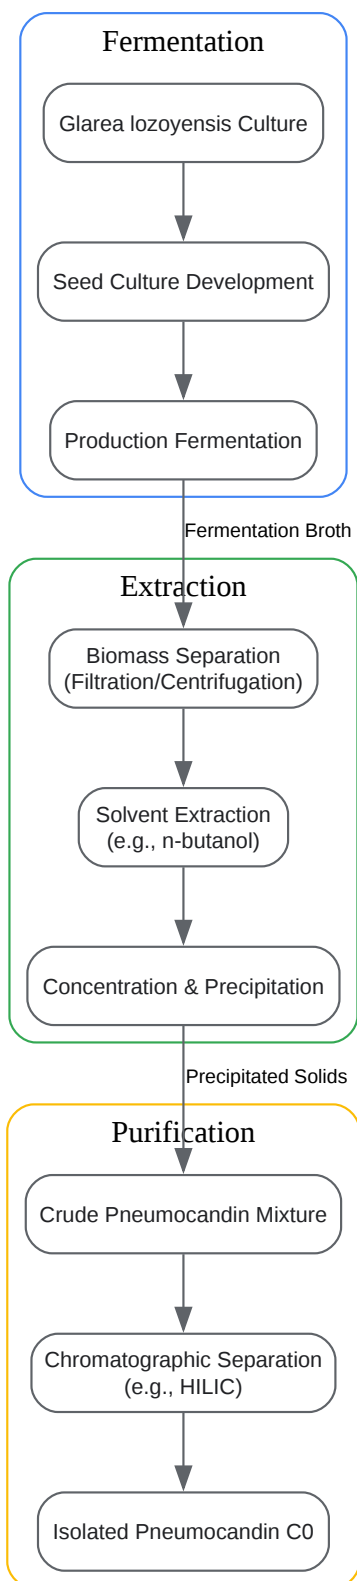 Fermentation
Glarea lozoyensis Culture
Seed Culture Development
Production Fermentation
Fermentation Broth
Extraction
Biomass Separation
(Filtration/Centrifugation)
Solvent Extraction
(e.g., n-butanol)
Concentration & Precipitation
Precipitated Solids
Purification
Crude Pneumocandin Mixture
Chromatographic Separation
(e.g., HILIC)
Isolated Pneumocandin C0